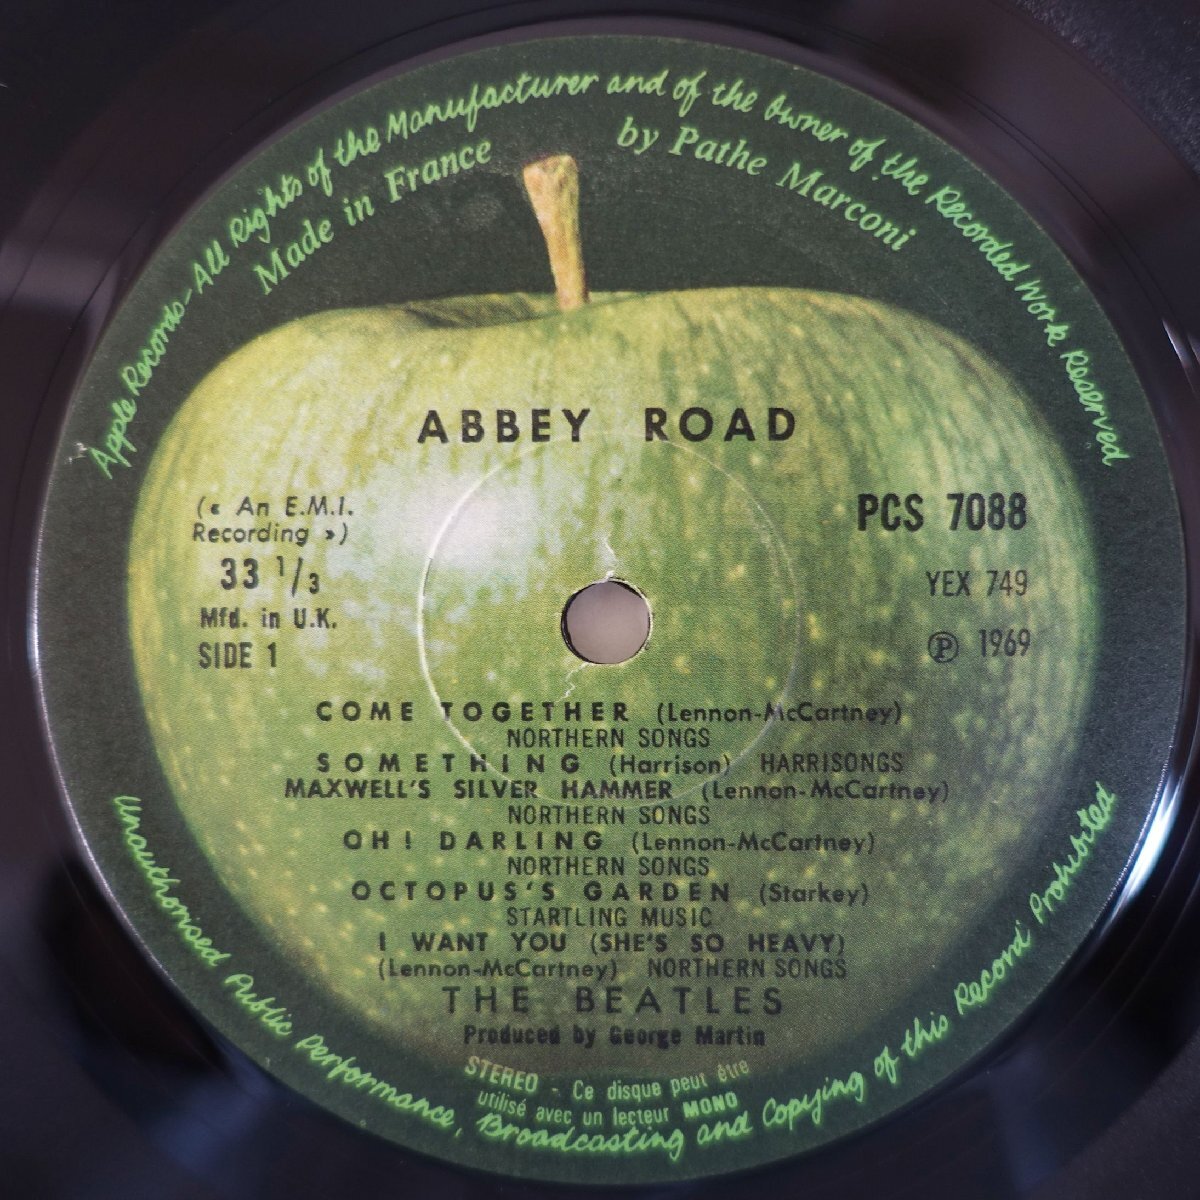 Apple Records-All Rights of the Manufacturer and of the Owner of the Recorded Work Reserved
Made in France by Pathe Marconi
ABBEY ROAD
(« An E.M.I.
Recording »)
33 1/3
Mfd. in U.K.
SIDE 1
PCS 7088
YEX 749
℗ 1969
COME TOGETHER (Lennon-McCartney)
NORTHERN SONGS
SOMETHING (Harrison) HARRISONGS
MAXWELL'S SILVER HAMMER (Lennon-McCartney)
NORTHERN SONGS
OH! DARLING (Lennon-McCartney)
NORTHERN SONGS
OCTOPUS'S GARDEN (Starkey)
STARTLING MUSIC
I WANT YOU (SHE'S SO HEAVY)
(Lennon-McCartney) NORTHERN SONGS
THE BEATLES
Produced by George Martin
STEREO - Ce disque peut être
utilisé avec un lecteur MONO
Unauthorised Public Performance, Broadcasting and Copying of this Record Prohibited